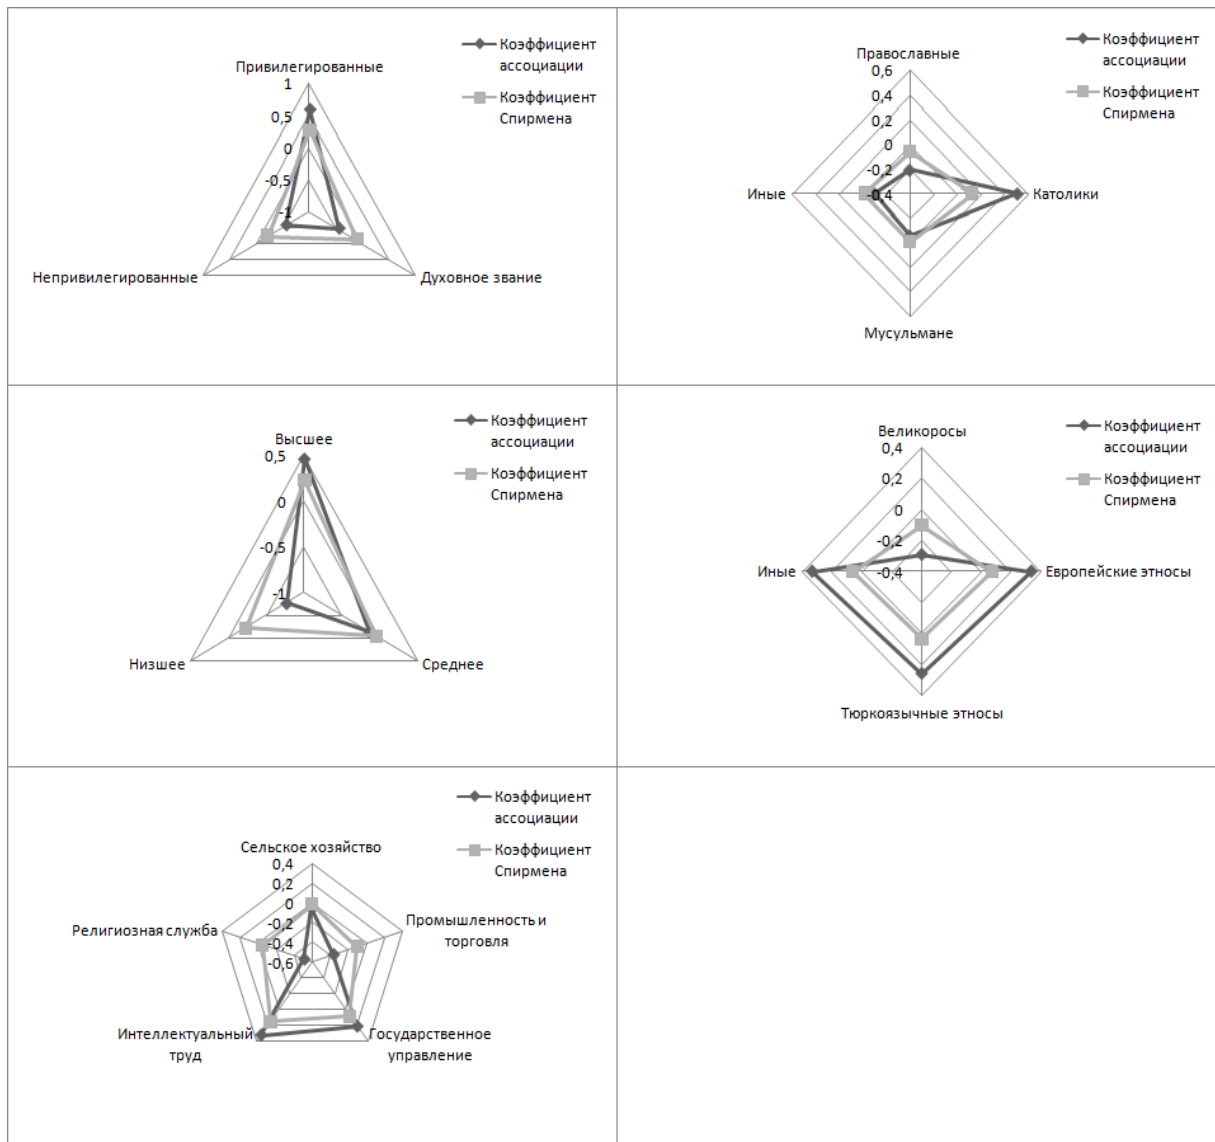 Коэффициент
ассоциации
Коэффициент
Спирмена
Привилегированные
1
0,5
0
-0,5
-1
Непривилегированные
Духовное звание
Коэффициент
ассоциации
Коэффициент
Спирмена
Православные
0,6
0,4
0,2
0
-0,2
-0,4
Иные
Католики
Мусульмане
Коэффициент
ассоциации
Коэффициент
Спирмена
Высшее
0,5
0
-0,5
-1
Низшее
Среднее
Коэффициент
ассоциации
Коэффициент
Спирмена
Великоросы
0,4
0,2
0
-0,2
-0,4
Иные
Европейские этносы
Тюркоязычные этносы
Коэффициент
ассоциации
Коэффициент
Спирмена
Сельское хозяйство
0,4
0,2
0
-0,2
-0,4
-0,6
Религиозная служба
Промышленность и
торговля
Интеллектуальный
труд
Государственное
управление